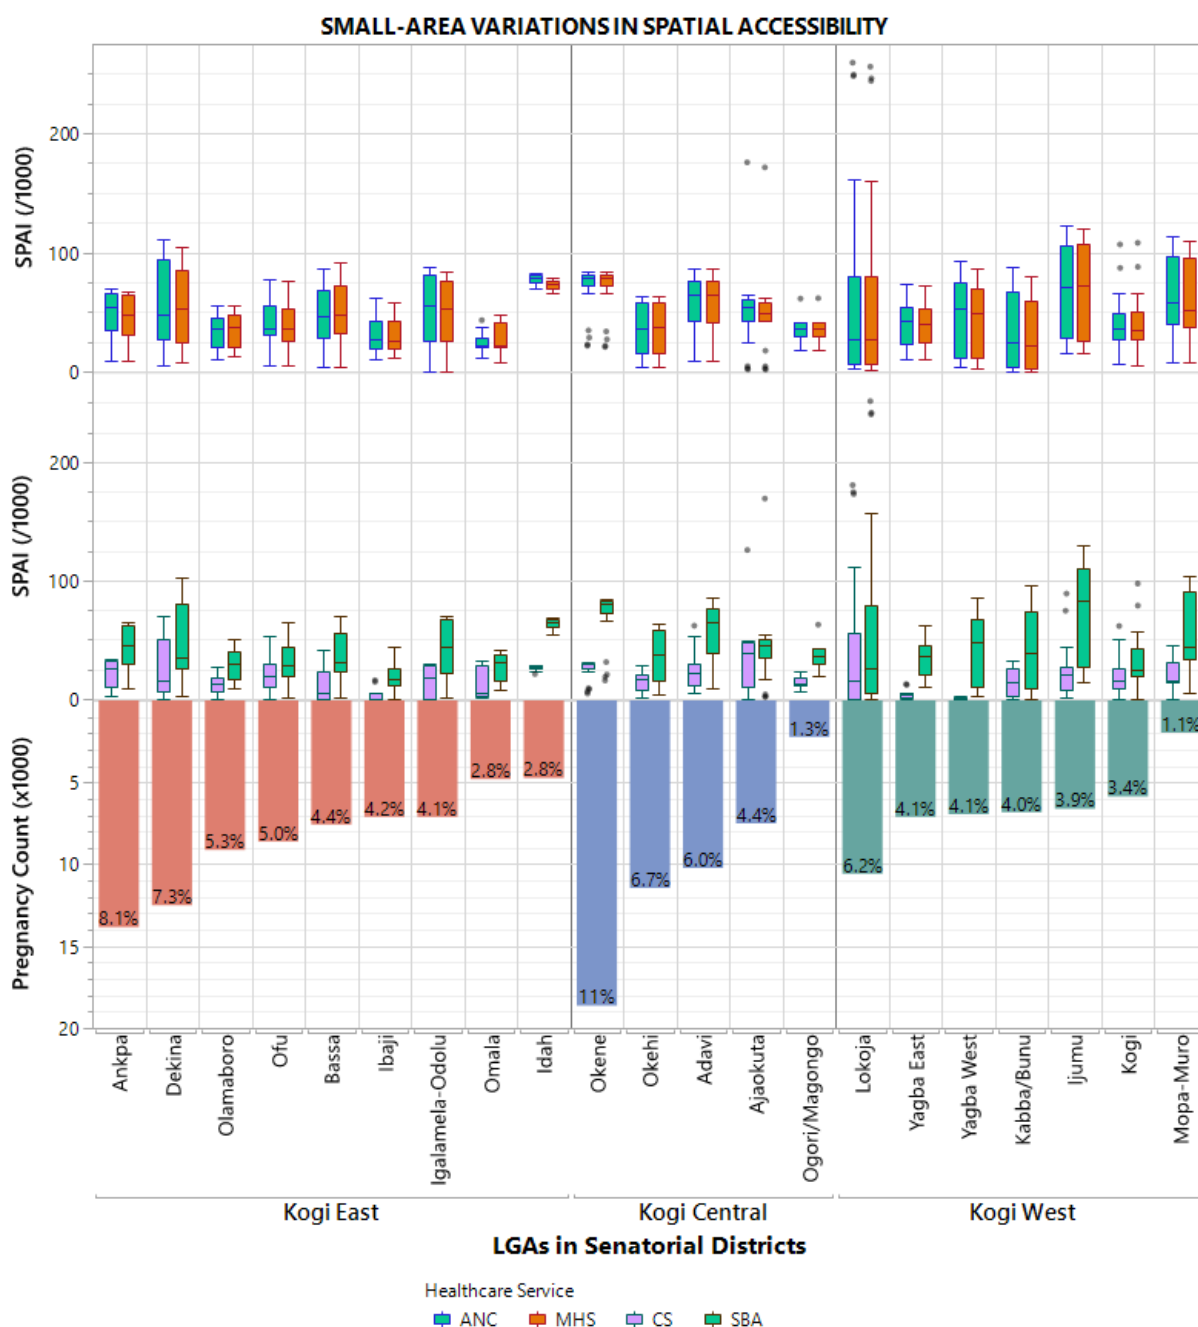 SMALL-AREA VARIATIONS IN SPATIAL ACCESSIBILITY
SPAI (/1000)
200
100
0
SPAI (/1000)
200
100
0
Pregnancy Count (x1000)
5
10
15
20
8.1%
7.3%
5.3%
5.0%
4.4%
4.2%
4.1%
2.8%
2.8%
11%
6.7%
6.0%
4.4%
1.3%
6.2%
4.1%
4.1%
4.0%
3.9%
3.4%
1.1%
Ankpa
Dekina
Olamaboro
Ofu
Bassa
Ibaji
Igalamela-Odolu
Omala
Idah
Okene
Okehi
Adavi
Ajaokuta
Ogori/Magongo
Lokoja
Yagba East
Yagba West
Kabba/Bunu
Ijumu
Kogi
Mopa-Muro
Kogi East
Kogi Central
Kogi West
LGAs in Senatorial Districts
Healthcare Service
ANC MHS CS SBA